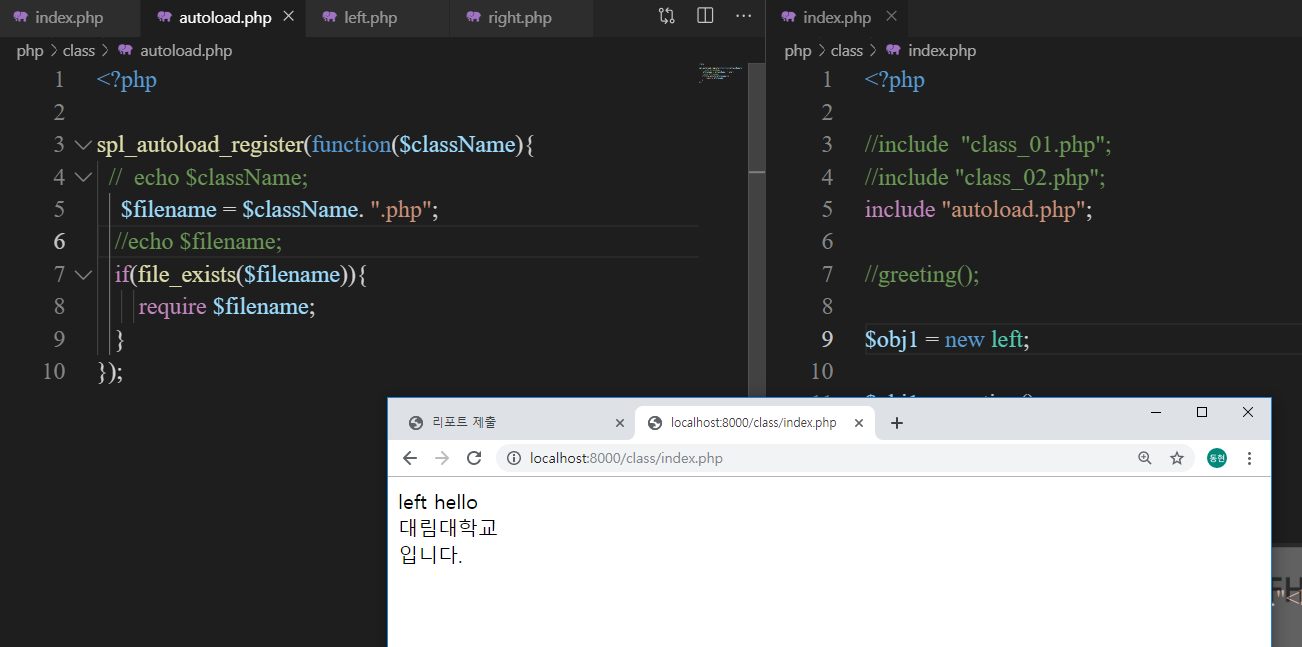 index.php
autoload.php
left.php
right.php
php > class > autoload.php
1 <?php
2
3 spl_autoload_register(function($className){
4 // echo $className;
5 $filename = $className. ".php";
6 //echo $filename;
7 if(file_exists($filename)){
8 require $filename;
9 }
10 });
index.php
php > class > index.php
1 <?php
2
3 //include "class_01.php";
4 //include "class_02.php";
5 include "autoload.php";
6
7 //greeting();
8
9 $obj1 = new left;
10
리포트 제출
localhost:8000/class/index.php
localhost:8000/class/index.php
동현
left hello
대림대학교
입니다.